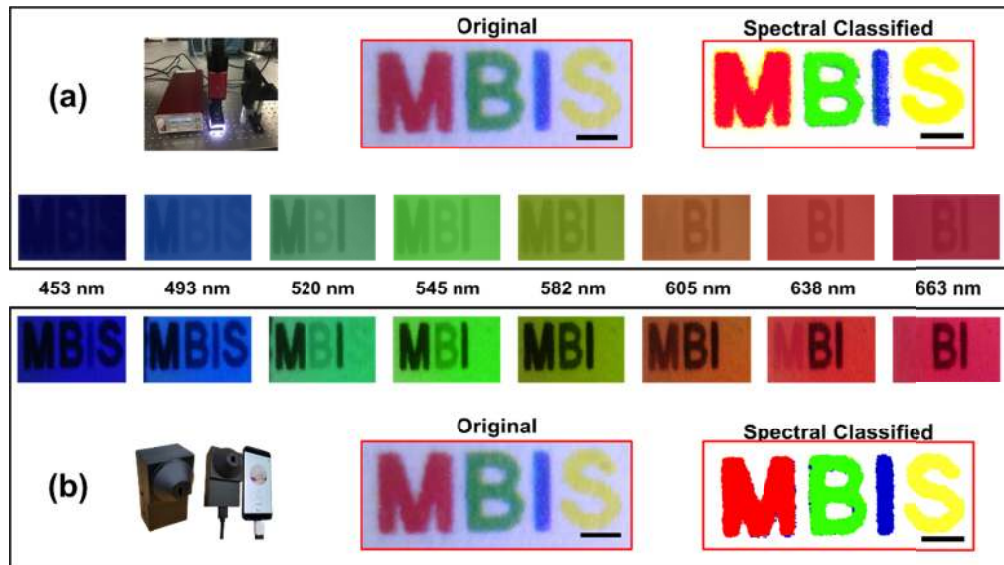 Original
Spectral Classified
(a)
MBIS
MBIS
MBIS
MBIS
MBI
MBI
MBI
MBI
BI
BI
453 nm
493 nm
520 nm
545 nm
582 nm
605 nm
638 nm
663 nm
MBIS
MBIS
MBI
MBI
MBI
MBI
MBI
BI
Original
Spectral Classified
(b)
MBIS
MBIS